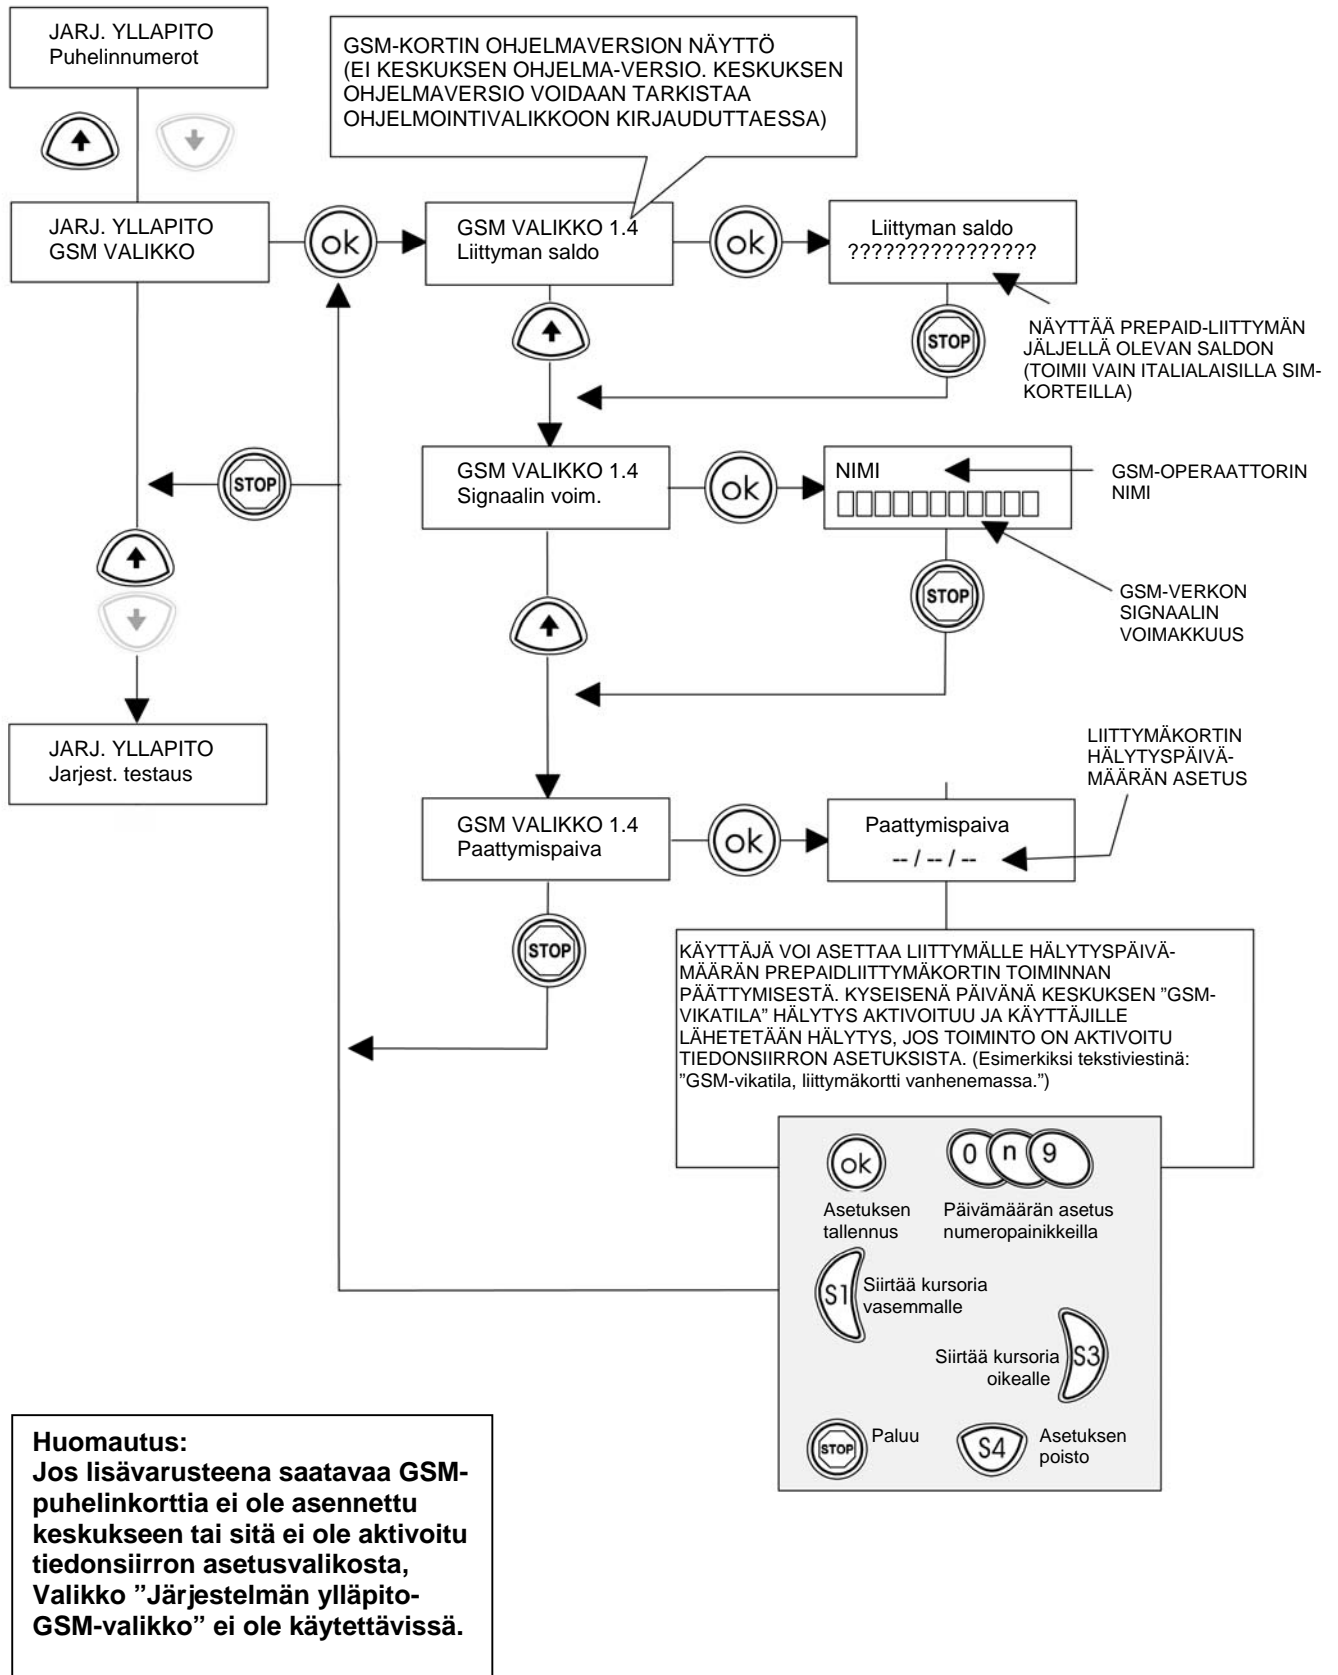 JARJ. YLLAPITO
Puhelinnumerot
GSM-KORTIN OHJELMAVERSION NÄYTTÖ
(EI KESKUKSEN OHJELMA-VERSIO. KESKUKSEN
OHJELMAVERSIO VOIDAAN TARKISTAA
OHJELMOINTIVALIKKOON KIRJAUDUTTAESSA)
JARJ. YLLAPITO
GSM VALIKKO
ok
GSM VALIKKO 1.4
Liittyman saldo
ok
Liittyman saldo
????????????????
STOP
NÄYTTÄÄ PREPAID-LIITTYMÄN
JÄLJELLÄ OLEVAN SALDON
(TOIMII VAIN ITALIALAISILLA SIM-
KORTEILLA)
STOP
GSM VALIKKO 1.4
Signaalin voim.
ok
NIMI
GSM-OPERAATTORIN
NIMI
STOP
GSM-VERKON
SIGNAALIN
VOIMAKKUUS
JARJ. YLLAPITO
Jarjest. testaus
LIITTYMÄKORTIN
HÄLYTYSPÄIVÄ-
MÄÄRÄN ASETUS
GSM VALIKKO 1.4
Paattymispaiva
ok
Paattymispaiva
-- / -- / --
STOP
KÄYTTÄJÄ VOI ASETTAA LIITTYMÄLLE HÄLYTYSPÄIVÄ-
MÄÄRÄN PREPAIDLIITTYMÄKORTIN TOIMINNAN
PÄÄTTYMISESTÄ. KYSEISENÄ PÄIVÄNÄ KESKUKSEN ”GSM-
VIKATILA” HÄLYTYS AKTIVOITUU JA KÄYTTÄJILLE
LÄHETETÄÄN HÄLYTYS, JOS TOIMINTO ON AKTIVOITU
TIEDONSIIRRON ASETUKSISTA. (Esimerkiksi tekstiviestinä:
”GSM-vikatila, liittymäkortti vanhenemassa.”)
ok
0 n 9
Asetuksen
tallennus
Päivämäärän asetus
numeropainikkeilla
S1
Siirtää kursoria
vasemmalle
Siirtää kursoria
oikealle
S3
STOP
Paluu
S4
Asetuksen
poisto
Huomautus:
Jos lisävarusteena saatavaa GSM-
puhelinkorttia ei ole asennettu
keskukseen tai sitä ei ole aktivoitu
tiedonsiirron asetusvalikosta,
Valikko ”Järjestelmän ylläpito-
GSM-valikko” ei ole käytettävissä.